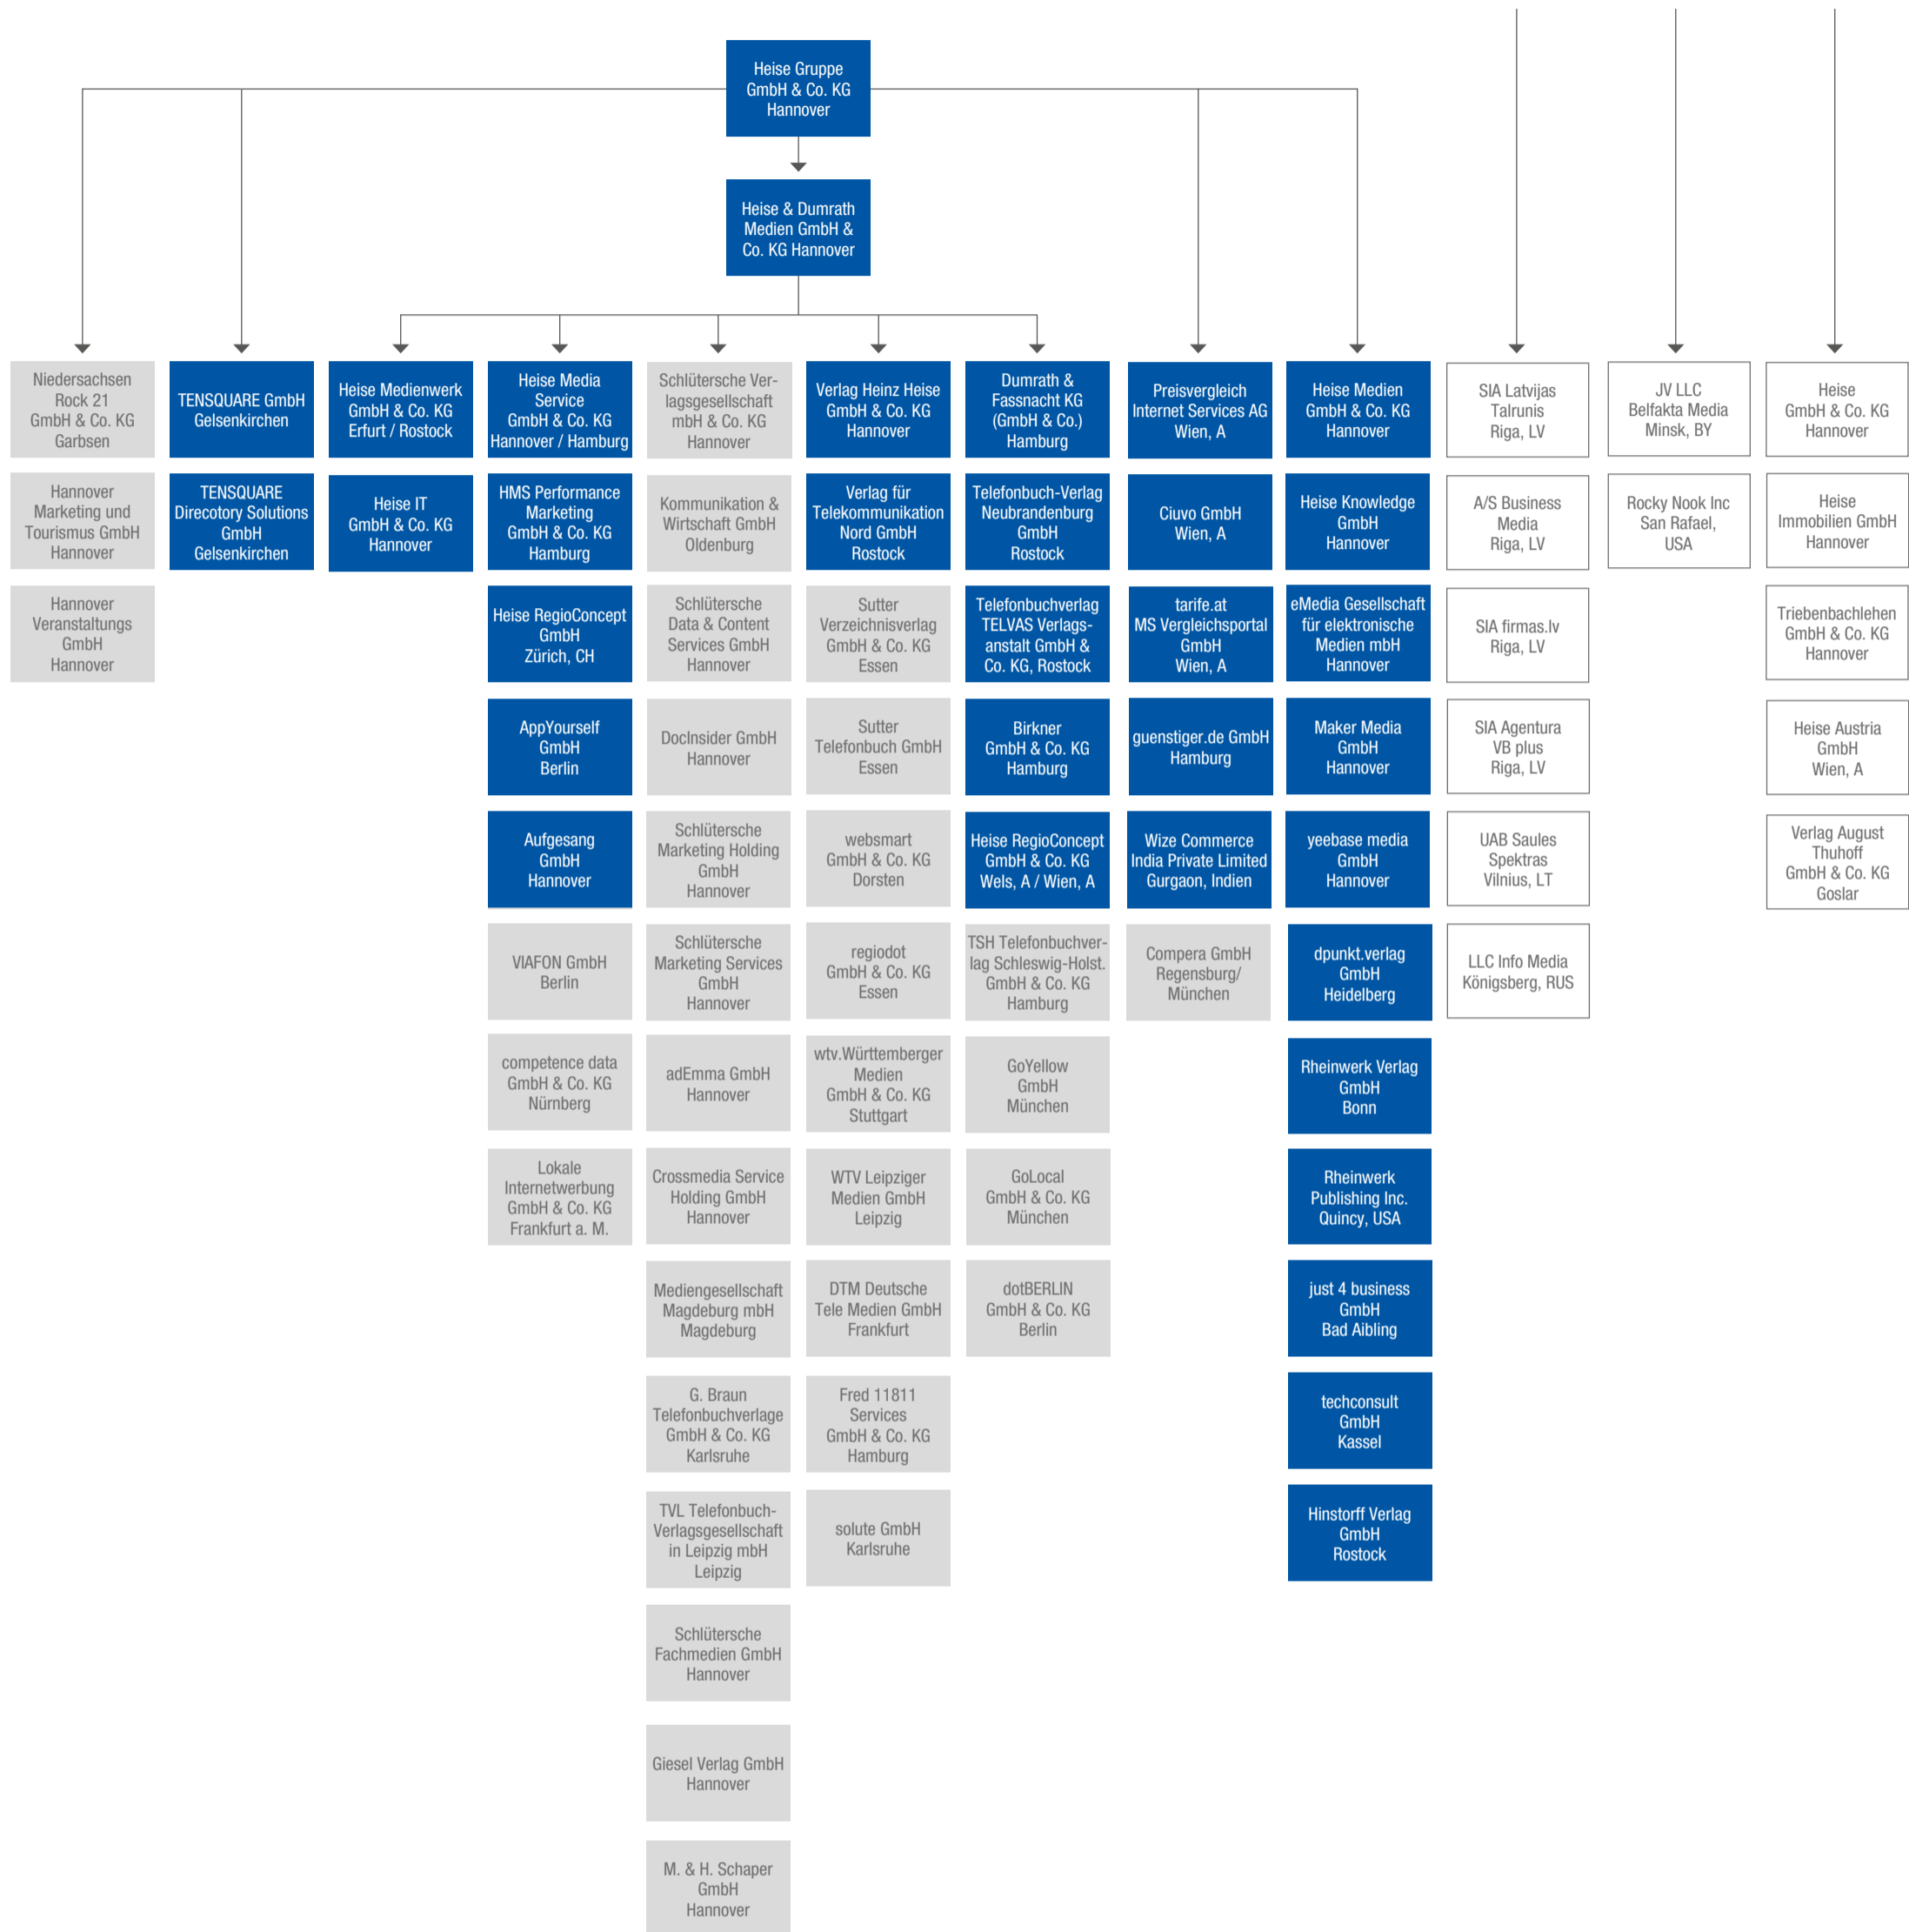 Heise Gruppe
GmbH & Co. KG
Hannover
Heise & Dumrath
Medien GmbH &
Co. KG Hannover
Niedersachsen
Rock 21
GmbH & Co. KG
Garbsen
Hannover
Marketing und
Tourismus GmbH
Hannover
Hannover
Veranstaltungs
GmbH
Hannover
TENSQUARE GmbH
Gelsenkirchen
TENSQUARE
Direcotory Solutions
GmbH
Gelsenkirchen
Heise Medienwerk
GmbH & Co. KG
Erfurt / Rostock
Heise IT
GmbH & Co. KG
Hannover
Heise Media
Service
GmbH & Co. KG
Hannover / Hamburg
HMS Performance
Marketing
GmbH & Co. KG
Hamburg
Heise RegioConcept
GmbH
Zürich, CH
AppYourself
GmbH
Berlin
Aufgesang
GmbH
Hannover
VIAFON GmbH
Berlin
competence data
GmbH & Co. KG
Nürnberg
Lokale
Internetwerbung
GmbH & Co. KG
Frankfurt a. M.
Schlütersche Ver-
lagsgesellschaft
mbH & Co. KG
Hannover
Kommunikation &
Wirtschaft GmbH
Oldenburg
Schlütersche
Data & Content
Services GmbH
Hannover
DocInsider GmbH
Hannover
Schlütersche
Marketing Holding
GmbH
Hannover
Schlütersche
Marketing Services
GmbH
Hannover
adEmma GmbH
Hannover
Crossmedia Service
Holding GmbH
Hannover
Mediengesellschaft
Magdeburg mbH
Magdeburg
G. Braun
Telefonbuchverlage
GmbH & Co. KG
Karlsruhe
TVL Telefonbuch-
Verlagsgesellschaft
in Leipzig mbH
Leipzig
Schlütersche
Fachmedien GmbH
Hannover
Giesel Verlag GmbH
Hannover
M. & H. Schaper
GmbH
Hannover
Verlag Heinz Heise
GmbH & Co. KG
Hannover
Verlag für
Telekommunikation
Nord GmbH
Rostock
Sutter
Verzeichnisverlag
GmbH & Co. KG
Essen
Sutter
Telefonbuch GmbH
Essen
websmart
GmbH & Co. KG
Dorsten
regiodot
GmbH & Co. KG
Essen
wtv.Württemberger
Medien
GmbH & Co. KG
Stuttgart
WTV Leipziger
Medien GmbH
Leipzig
DTM Deutsche
Tele Medien GmbH
Frankfurt
Fred 11811
Services
GmbH & Co. KG
Hamburg
solute GmbH
Karlsruhe
Dumrath &
Fassnacht KG
(GmbH & Co.)
Hamburg
Telefonbuch-Verlag
Neubrandenburg
GmbH
Rostock
Telefonbuchverlag
TELVAS Verlags-
anstalt GmbH &
Co. KG, Rostock
Birkner
GmbH & Co. KG
Hamburg
Heise RegioConcept
GmbH & Co. KG
Wels, A / Wien, A
TSH Telefonbuchver-
lag Schleswig-Holst.
GmbH & Co. KG
Hamburg
GoYellow
GmbH
München
GoLocal
GmbH & Co. KG
München
dotBERLIN
GmbH & Co. KG
Berlin
Preisvergleich
Internet Services AG
Wien, A
Ciuvo GmbH
Wien, A
tarife.at
MS Vergleichsportal
GmbH
Wien, A
guenstiger.de GmbH
Hamburg
Wize Commerce
India Private Limited
Gurgaon, Indien
Compera GmbH
Regensburg/
München
Heise Medien
GmbH & Co. KG
Hannover
Heise Knowledge
GmbH
Hannover
eMedia Gesellschaft
für elektronische
Medien mbH
Hannover
Maker Media
GmbH
Hannover
yeebase media
GmbH
Hannover
dpunkt.verlag
GmbH
Heidelberg
Rheinwerk Verlag
GmbH
Bonn
Rheinwerk
Publishing Inc.
Quincy, USA
just 4 business
GmbH
Bad Aibling
techconsult
GmbH
Kassel
Hinstorff Verlag
GmbH
Rostock
SIA Latvijas
Talrunis
Riga, LV
A/S Business
Media
Riga, LV
SIA firmas.lv
Riga, LV
SIA Agentura
VB plus
Riga, LV
UAB Saules
Spektras
Vilnius, LT
LLC Info Media
Königsberg, RUS
JV LLC
Belfakta Media
Minsk, BY
Rocky Nook Inc
San Rafael,
USA
Heise
GmbH & Co. KG
Hannover
Heise
Immobilien GmbH
Hannover
Triebenbachlehen
GmbH & Co. KG
Hannover
Heise Austria
GmbH
Wien, A
Verlag August
Thuhoff
GmbH & Co. KG
Goslar